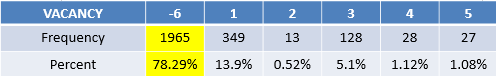 VACANCY -6 1 2 3 4 5
Frequency 1965 349 13 128 28 27
Percent 78.29% 13.9% 0.52% 5.1% 1.12% 1.08%